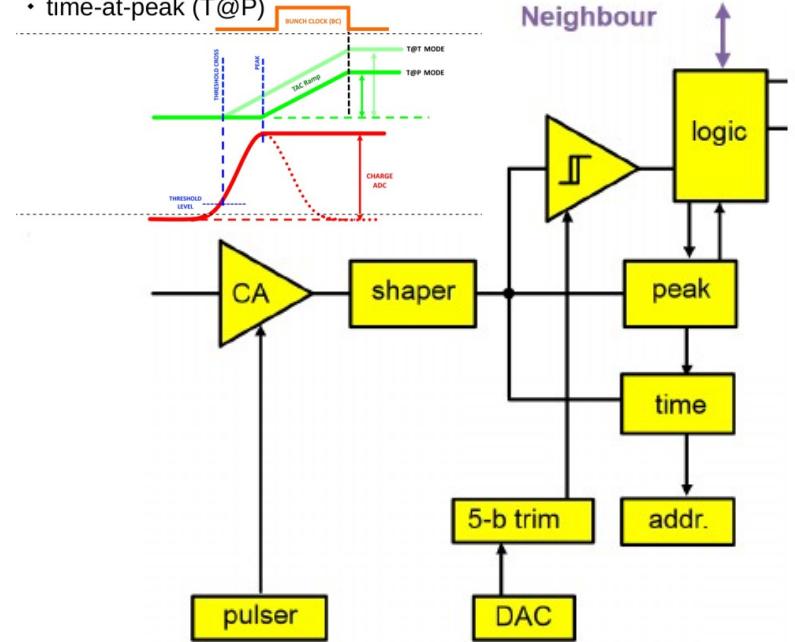 • time-at-peak (T@P)
BUNCH CLOCK (BC)
Neighbour
T@T MODE
T@P MODE
THRESHOLD CROSS
PEAK
TAC Ramp
CHARGE
ADC
THRESHOLD
LEVEL
logic
CA
shaper
peak
time
5-b trim
addr.
pulser
DAC